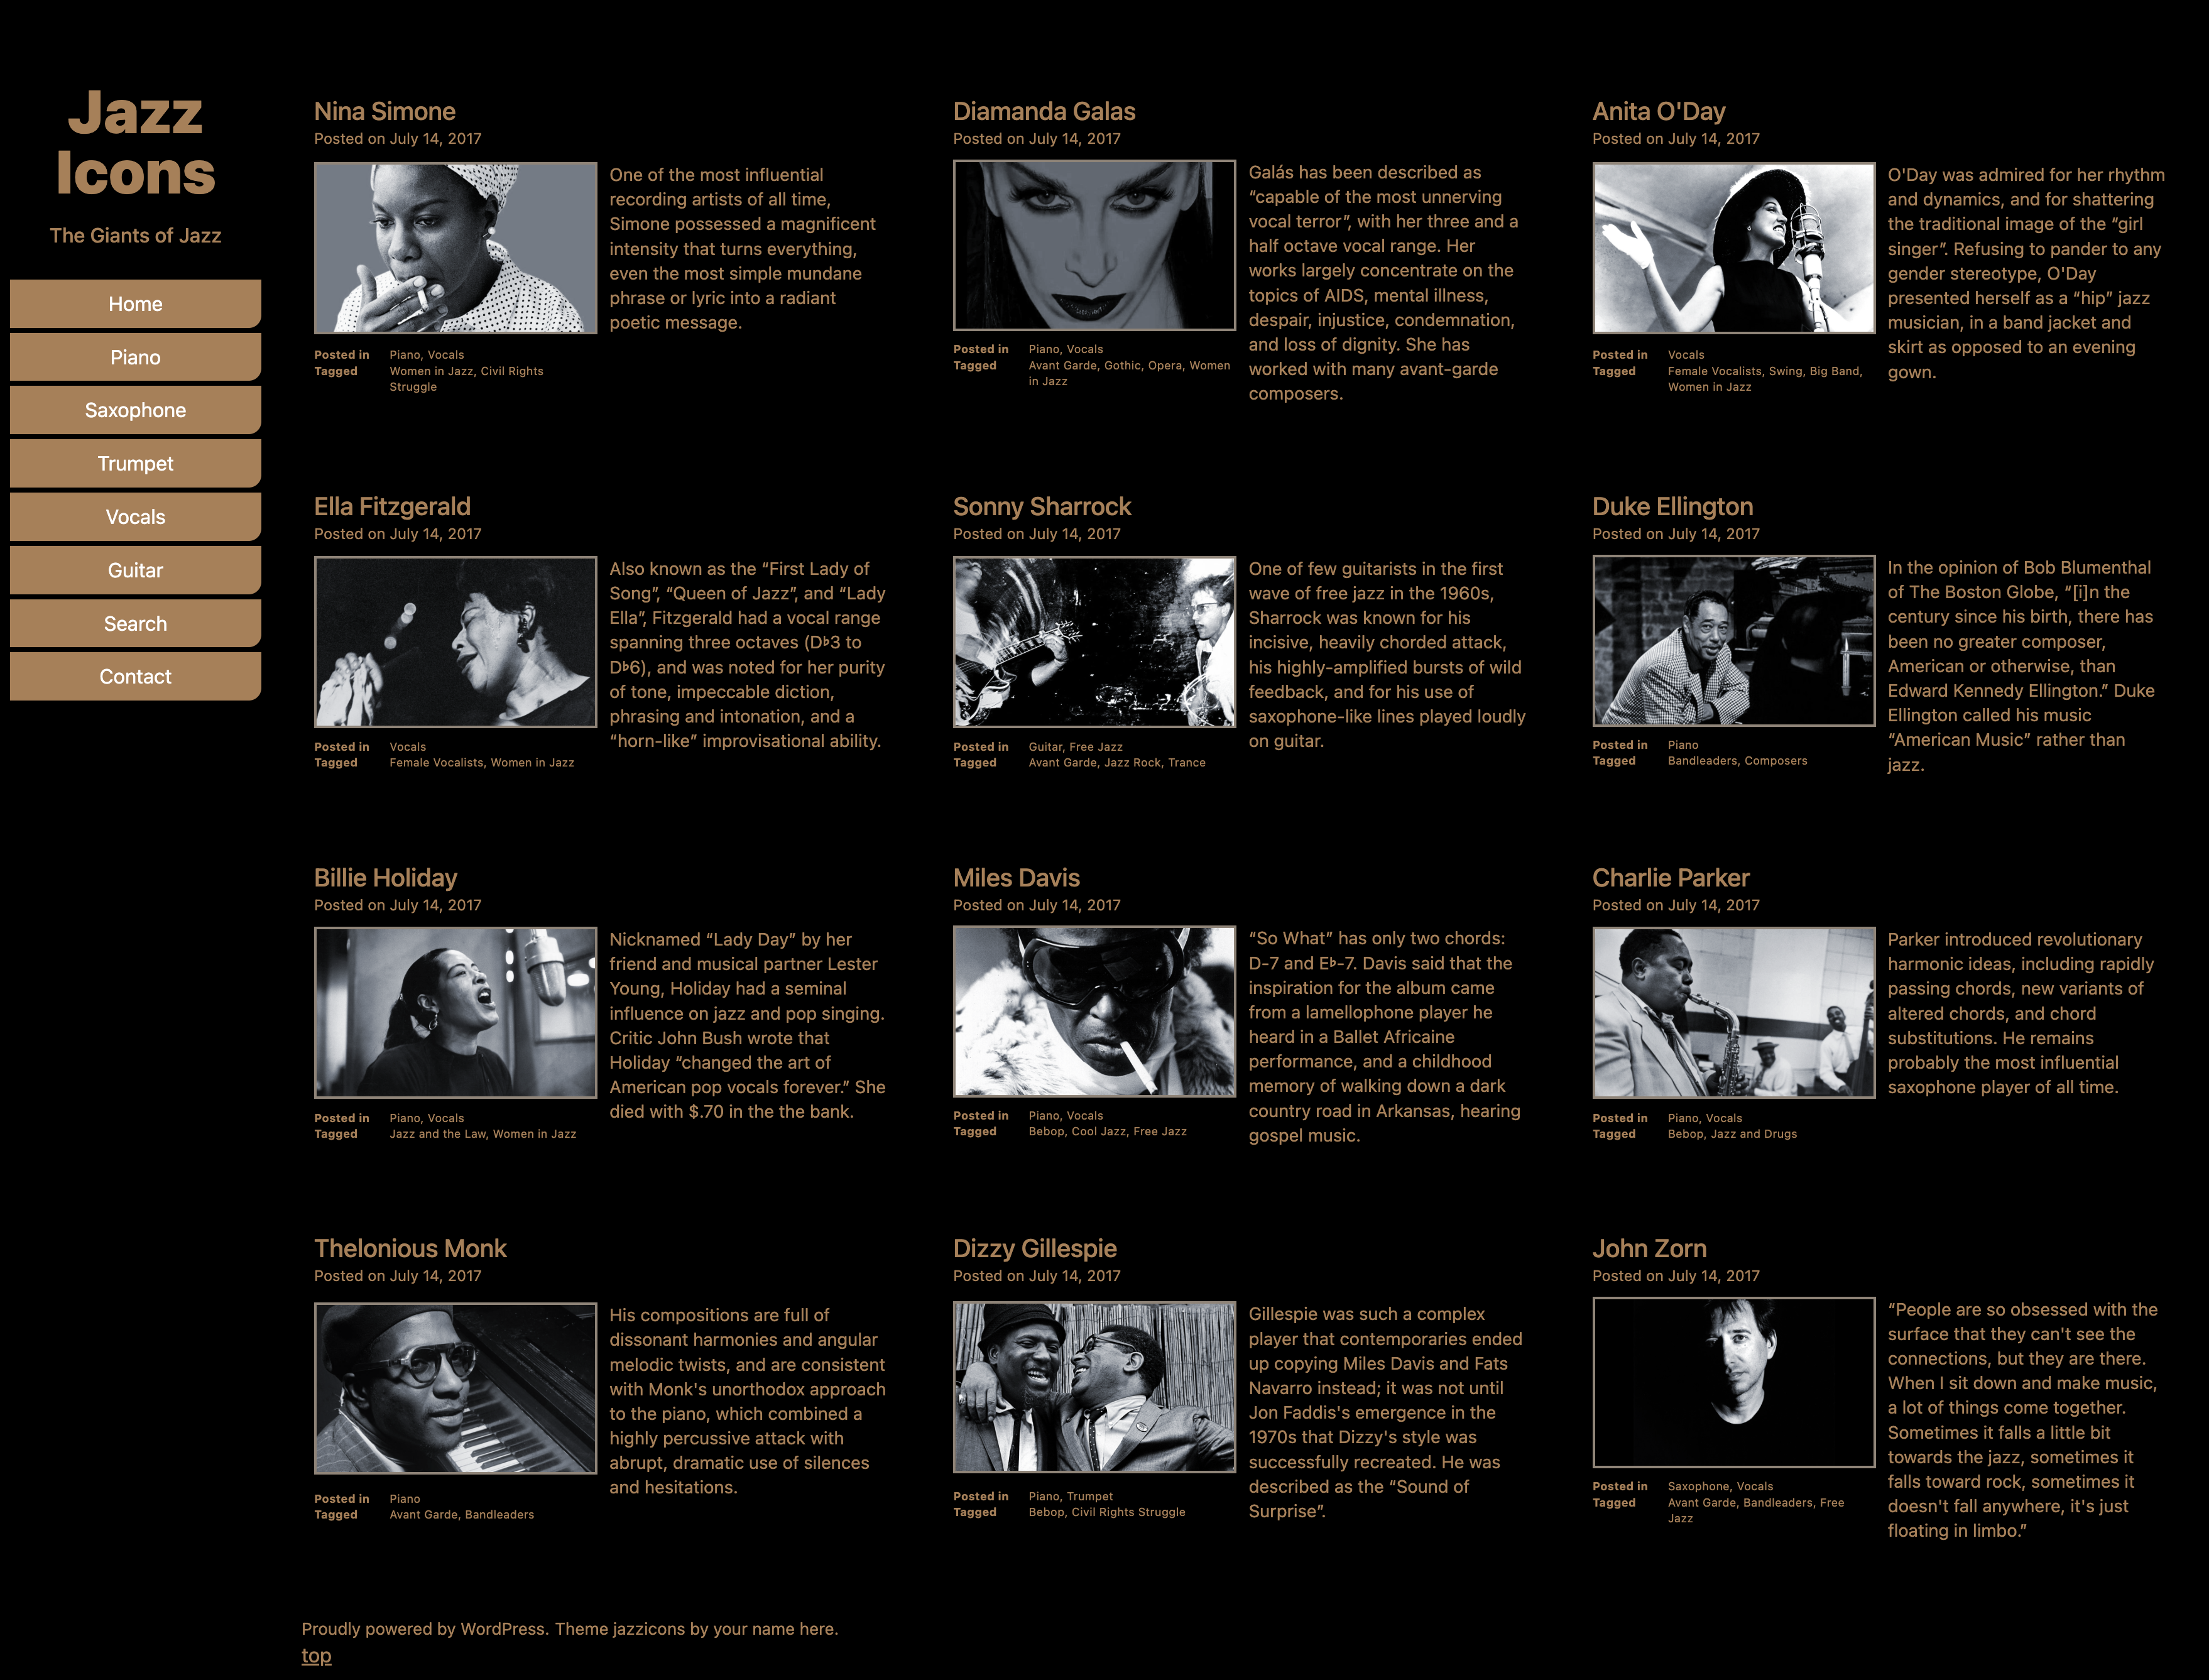 Jazz
Icons
The Giants of Jazz
Home
Piano
Saxophone
Trumpet
Vocals
Guitar
Search
Contact
Nina Simone
Posted on July 14, 2017
One of the most influential
recording artists of all time,
Simone possessed a magnificent
intensity that turns everything,
even the most simple mundane
phrase or lyric into a radiant
poetic message.
Posted in Piano, Vocals
Tagged Women in Jazz, Civil Rights
Struggle
Diamanda Galas
Posted on July 14, 2017
Galás has been described as
“capable of the most unnerving
vocal terror”, with her three and a
half octave vocal range. Her
works largely concentrate on the
topics of AIDS, mental illness,
despair, injustice, condemnation,
and loss of dignity. She has
worked with many avant-garde
composers.
Posted in Piano, Vocals
Tagged Avant Garde, Gothic, Opera, Women
in Jazz
Anita O'Day
Posted on July 14, 2017
O'Day was admired for her rhythm
and dynamics, and for shattering
the traditional image of the “girl
singer”. Refusing to pander to any
gender stereotype, O'Day
presented herself as a “hip” jazz
musician, in a band jacket and
skirt as opposed to an evening
gown.
Posted in Vocals
Tagged Female Vocalists, Swing, Big Band,
Women in Jazz
Ella Fitzgerald
Posted on July 14, 2017
Also known as the “First Lady of
Song”, “Queen of Jazz”, and “Lady
Ella”, Fitzgerald had a vocal range
spanning three octaves (D♭3 to
D♭6), and was noted for her purity
of tone, impeccable diction,
phrasing and intonation, and a
“horn-like” improvisational ability.
Posted in Vocals
Tagged Female Vocalists, Women in Jazz
Sonny Sharrock
Posted on July 14, 2017
One of few guitarists in the first
wave of free jazz in the 1960s,
Sharrock was known for his
incisive, heavily chorded attack,
his highly-amplified bursts of wild
feedback, and for his use of
saxophone-like lines played loudly
on guitar.
Posted in Guitar, Free Jazz
Tagged Avant Garde, Jazz Rock, Trance
Duke Ellington
Posted on July 14, 2017
In the opinion of Bob Blumenthal
of The Boston Globe, “[i]n the
century since his birth, there has
been no greater composer,
American or otherwise, than
Edward Kennedy Ellington.” Duke
Ellington called his music
“American Music” rather than
jazz.
Posted in Piano
Tagged Bandleaders, Composers
Billie Holiday
Posted on July 14, 2017
Nicknamed “Lady Day” by her
friend and musical partner Lester
Young, Holiday had a seminal
influence on jazz and pop singing.
Critic John Bush wrote that
Holiday “changed the art of
American pop vocals forever.” She
died with $.70 in the the bank.
Posted in Piano, Vocals
Tagged Jazz and the Law, Women in Jazz
Miles Davis
Posted on July 14, 2017
“So What” has only two chords:
D-7 and E♭-7. Davis said that the
inspiration for the album came
from a lamellophone player he
heard in a Ballet Africaine
performance, and a childhood
memory of walking down a dark
country road in Arkansas, hearing
gospel music.
Posted in Piano, Vocals
Tagged Bebop, Cool Jazz, Free Jazz
Charlie Parker
Posted on July 14, 2017
Parker introduced revolutionary
harmonic ideas, including rapidly
passing chords, new variants of
altered chords, and chord
substitutions. He remains
probably the most influential
saxophone player of all time.
Posted in Piano, Vocals
Tagged Bebop, Jazz and Drugs
Thelonious Monk
Posted on July 14, 2017
His compositions are full of
dissonant harmonies and angular
melodic twists, and are consistent
with Monk's unorthodox approach
to the piano, which combined a
highly percussive attack with
abrupt, dramatic use of silences
and hesitations.
Posted in Piano
Tagged Avant Garde, Bandleaders
Dizzy Gillespie
Posted on July 14, 2017
Gillespie was such a complex
player that contemporaries ended
up copying Miles Davis and Fats
Navarro instead; it was not until
Jon Faddis's emergence in the
1970s that Dizzy's style was
successfully recreated. He was
described as the “Sound of
Surprise”.
Posted in Piano, Trumpet
Tagged Bebop, Civil Rights Struggle
John Zorn
Posted on July 14, 2017
“People are so obsessed with the
surface that they can't see the
connections, but they are there.
When I sit down and make music,
a lot of things come together.
Sometimes it falls a little bit
towards the jazz, sometimes it
falls toward rock, sometimes it
doesn't fall anywhere, it's just
floating in limbo.”
Posted in Saxophone, Vocals
Tagged Avant Garde, Bandleaders, Free
Jazz
Proudly powered by WordPress. Theme jazzicons by your name here.
top